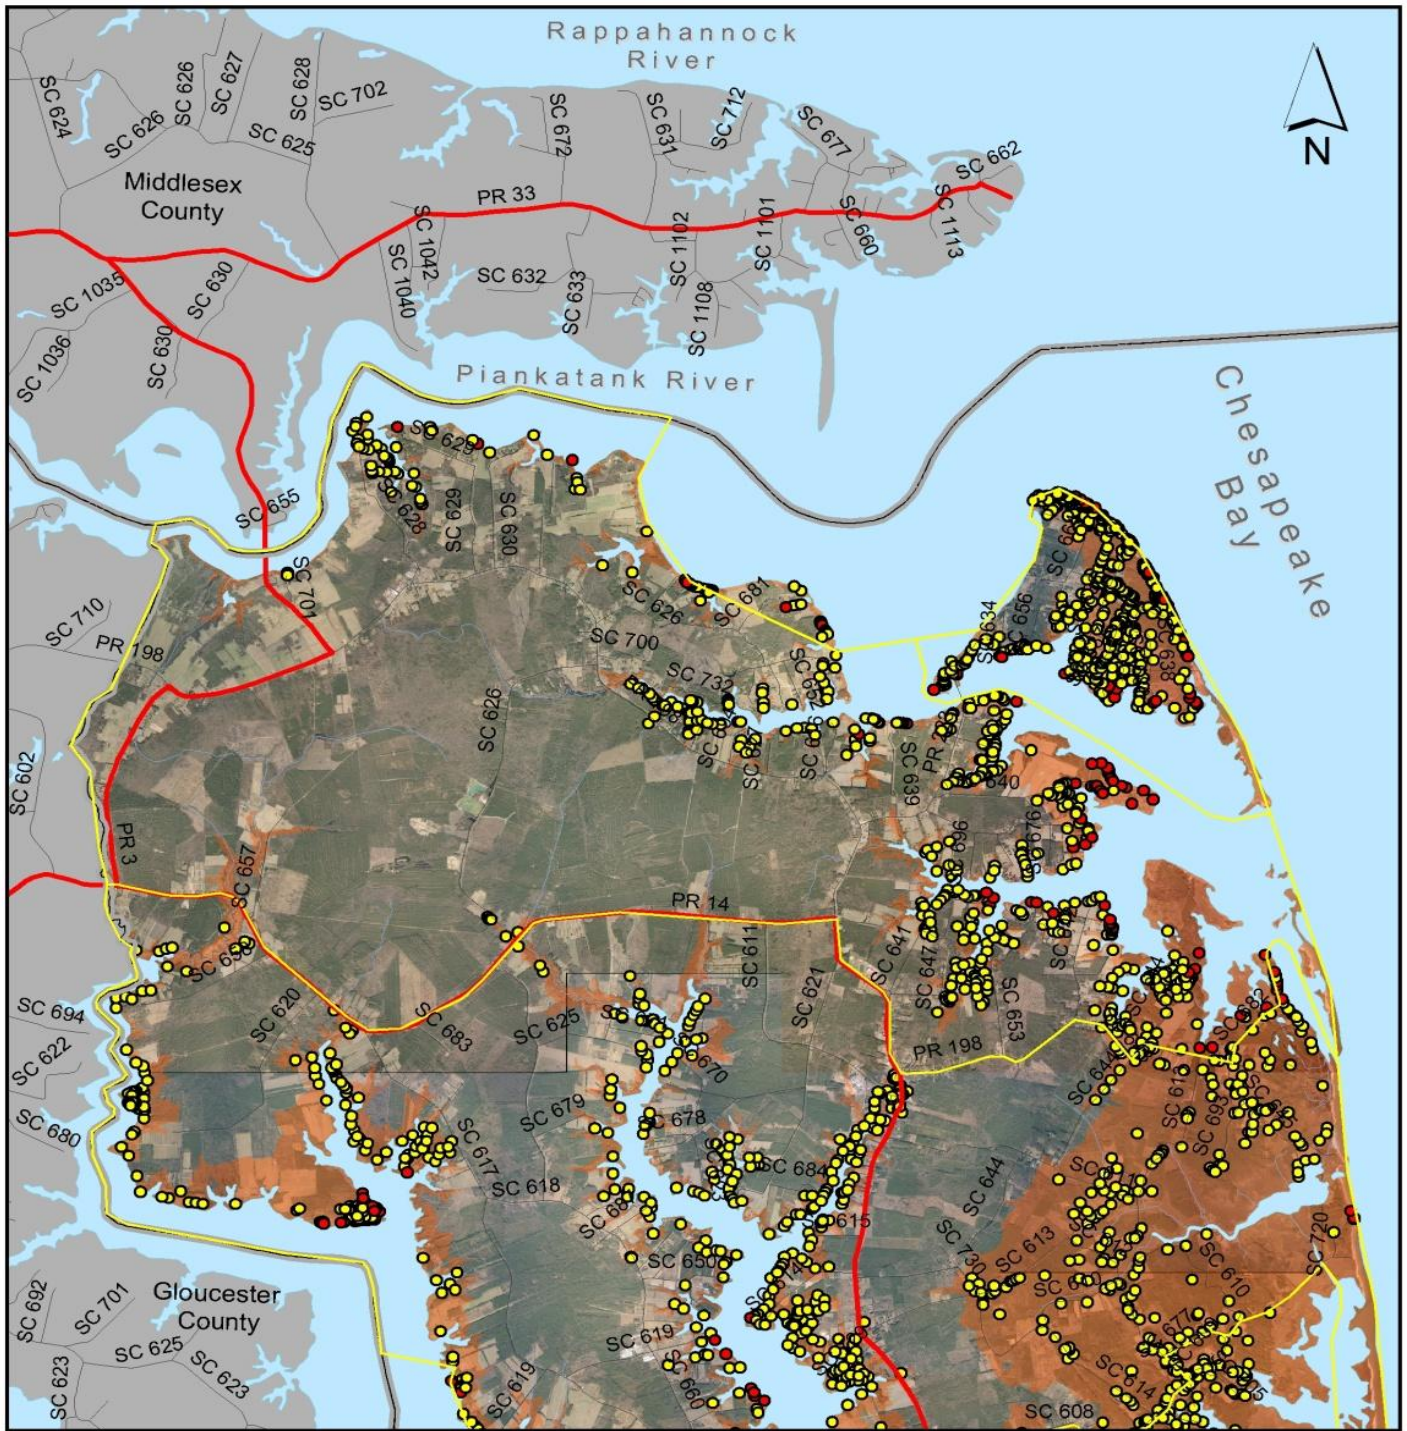 Rappahannock
River
SC 624
SC 626
SC 627
SC 628
SC 702
SC 626
SC 625
SC 672
SC 631
SC 712
SC 677
SC 662
N
Middlesex
County
PR 33
SC 1102
SC 1101
SC 660
SC 1113
SC 1042
SC 1040
SC 632
SC 633
SC 1108
SC 1035
SC 630
SC 1036
SC 630
Piankatank River
Chesapeake
Bay
SC 629
SC 628
SC 629
SC 630
SC 655
SC 701
SC 626
SC 681
SC 634
SC 656
SC 710
PR 198
SC 700
SC 732
SC 626
SC 602
SC 639
PR 3
SC 657
SC 611
PR 14
SC 641
SC 647
SC 621
SC 653
SC 620
SC 683
SC 625
SC 694
SC 622
SC 680
SC 670
PR 198
SC 644
SC 682
SC 693
SC 679
SC 678
SC 617
SC 684
SC 618
SC 644
SC 730
SC 613
SC 610
SC 720
SC 650
SC 692
SC 701
Gloucester
County
SC 625
SC 623
SC 623
SC 619
SC 619
SC 660
SC 614
SC 608